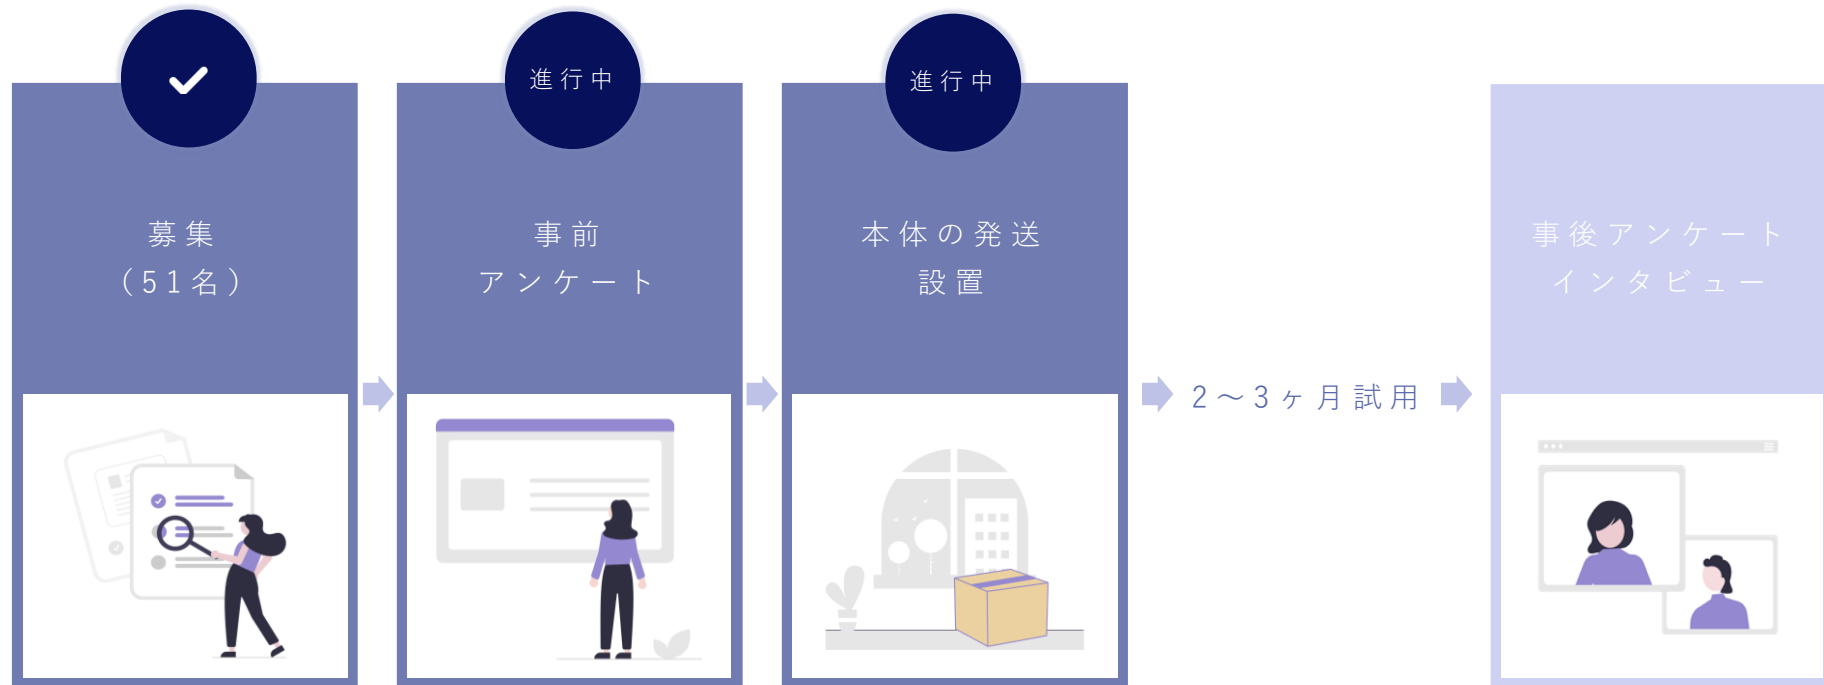 進行中
進行中
募集
（51名）
事前
アンケート
本体の発送
設置
2～3ヶ月試用
事後アンケート
インタビュー